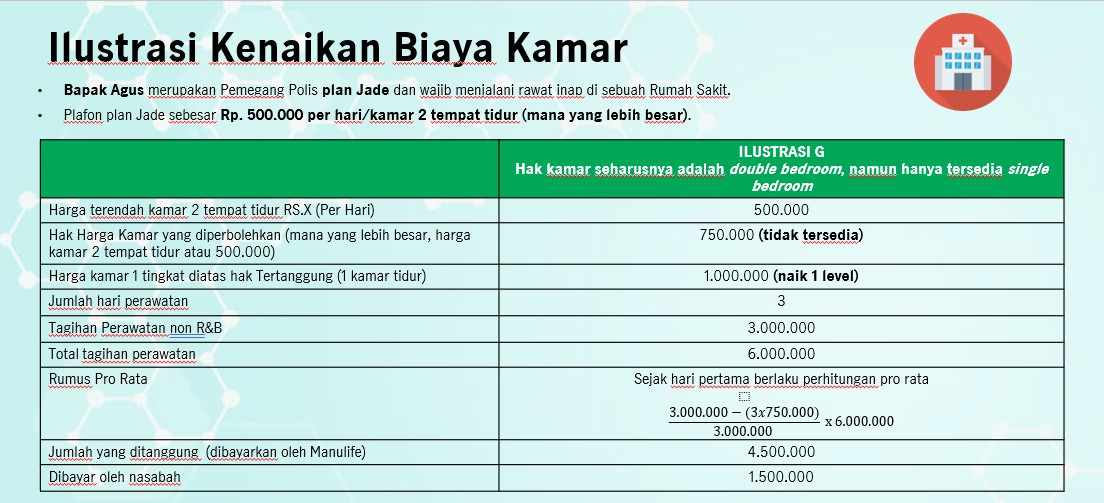 Ilustrasi Kenaikan Biaya Kamar
• Bapak Agus merupakan Pemegang Polis plan Jade dan wajib menjalani rawat inap di sebuah Rumah Sakit.
• Plafon plan Jade sebesar Rp. 500.000 per hari/kamar 2 tempat tidur (mana yang lebih besar).
ILUSTRASI G
Hak kamar seharusnya adalah double bedroom, namun hanya tersedia single
bedroom
Harga terendah kamar 2 tempat tidur RS.X (Per Hari) 500.000
Hak Harga Kamar yang diperbolehkan (mana yang lebih besar, harga
kamar 2 tempat tidur atau 500.000) 750.000 (tidak tersedia)
Harga kamar 1 tingkat diatas hak Tertanggung (1 kamar tidur) 1.000.000 (naik 1 level)
Jumlah hari perawatan 3
Tagihan Perawatan non R&B 3.000.000
Total tagihan perawatan 6.000.000
Rumus Pro Rata Sejak hari pertama berlaku perhitungan pro rata
3.000.000 − (3x750.000)
3.000.000
x 6.000.000
Jumlah yang ditanggung (dibayarkan oleh Manulife) 4.500.000
Dibayar oleh nasabah 1.500.000